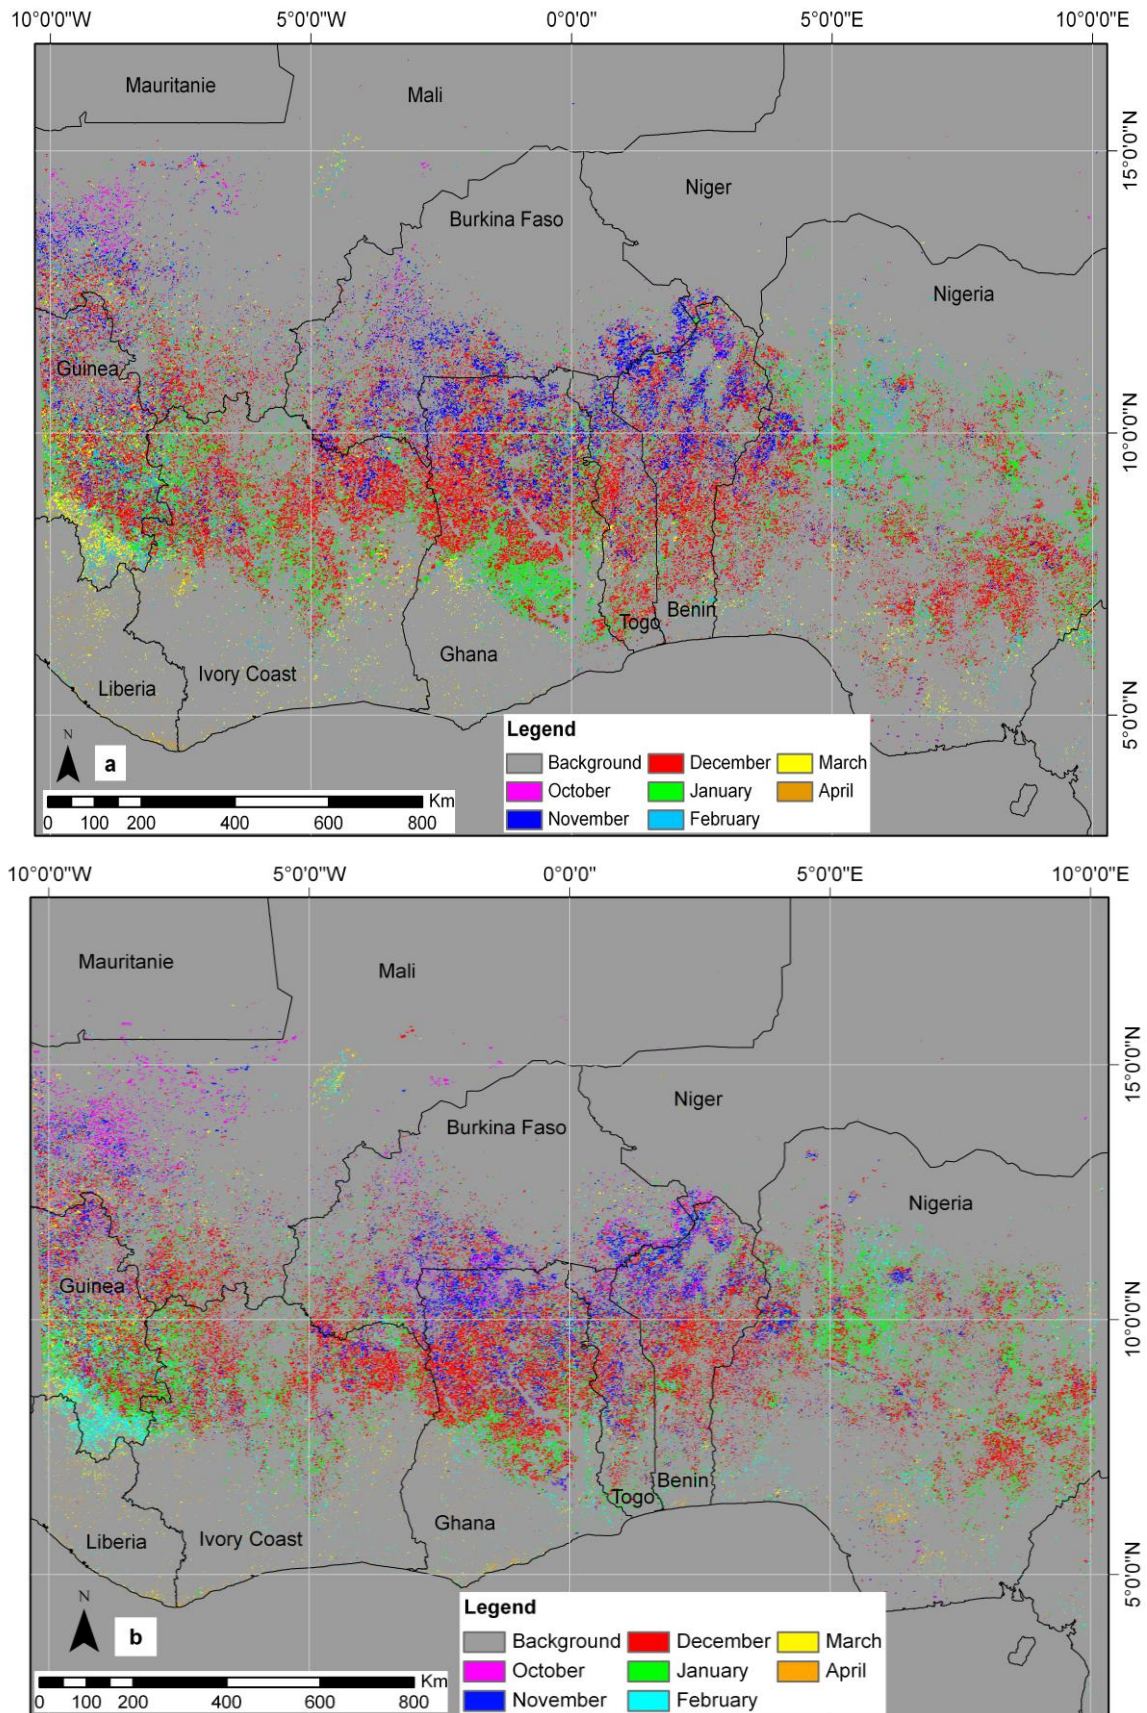 10°0'0"W 5°0'0"W 0°0'0" 5°0'0"E 10°0'0"E
Mauritanie
Mali
15°0'0"N
Niger
Burkina Faso
Nigeria
Guinea
10°0'0"N
Benin
Togo
Ghana
Ivory Coast
Liberia
5°0'0"N
N
a
Legend
Background December March
October January April
November February
Km
0 100 200 400 600 800
10°0'0"W 5°0'0"W 0°0'0" 5°0'0"E 10°0'0"E
Mauritanie
Mali
15°0'0"N
Niger
Burkina Faso
Nigeria
Guinea
10°0'0"N
Benin
Togo
Ghana
Ivory Coast
Liberia
5°0'0"N
N
b
Legend
Background December March
October January April
November February
Km
0 100 200 400 600 800